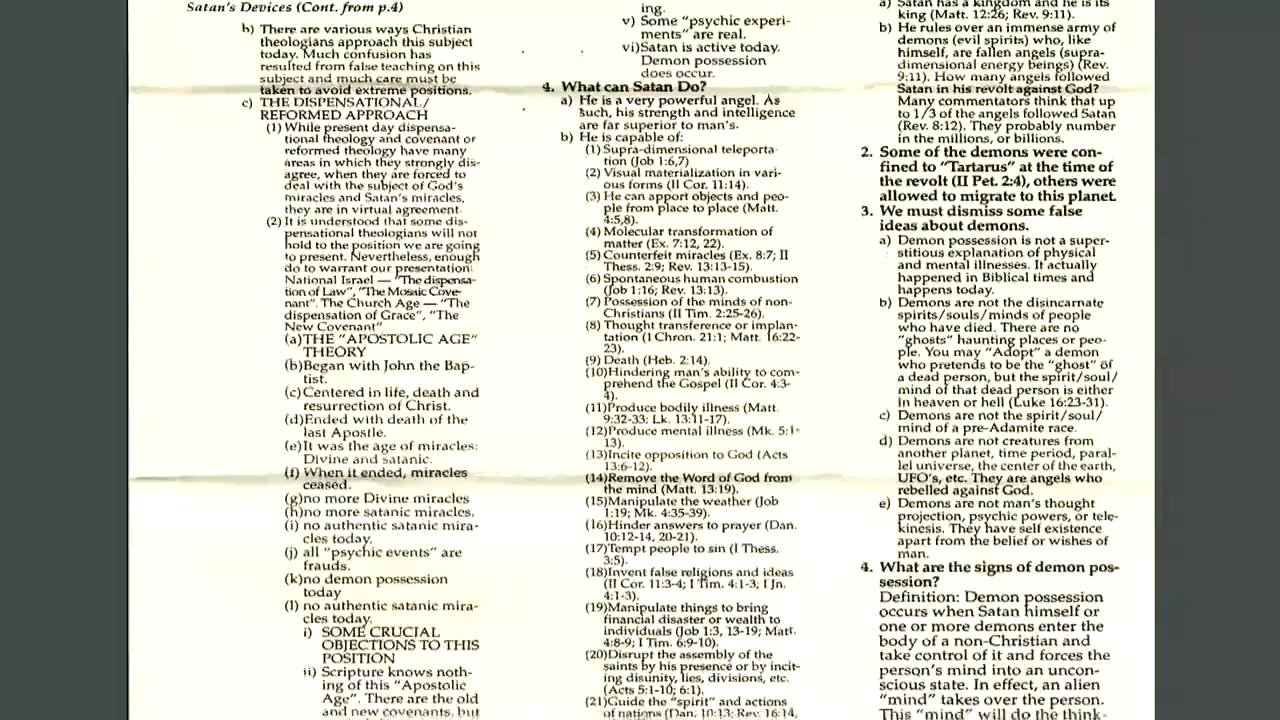 Satan's Devices (Cont. from p.4)
h) There are various ways Christian
theologians approach this subject
today. Much confusion has
resulted from false teaching on this
subject and much care must be
taken to avoid extreme positions.
c) THE DISPENSATIONAL/
REFORMED APPROACH
(1) While present day dispensa-
tional theology and covenant or
reformed theology have many
areas in which they strongly dis-
agree, when they are forced to
deal with the subject of God's
miracles and Satan's miracles,
they are in virtual agreement
(2) It is understood that some dis-
pensational theologians will not
hold to the position we are going
to present. Nevertheless, enough
do to warrant our presentation:
National Israel — "The dispensa-
tion of Law", "The Mosaic Cove-
nant". The Church Age — "The
dispensation of Grace", "The
New Covenant"
(a)THE "APOSTOLIC AGE"
THEORY
(b)Began with John the Bap-
tist.
(c)Centered in life, death and
resurrection of Christ.
(d)Ended with death of the
last Apostle.
(e)It was the age of miracles:
Divine and satanic.
(f) When it ended, miracles
ceased.
(g)no more Divine miracles
(h)no more satanic miracles.
(i) no authentic satanic mira-
cles today.
(j) all "psychic events" are
frauds.
(k)no demon possession
today
(l) no authentic satanic mira-
cles today.
i) SOME CRUCIAL
OBJECTIONS TO THIS
POSITION
ii) Scripture knows noth-
ing of this "Apostolic
Age". There are the old
and new covenants, but
ing.
v) Some "psychic experi-
ments" are real.
vi)Satan is active today.
Demon possession
does occur.
4. What can Satan Do?
a) He is a very powerful angel. As
such, his strength and intelligence
are far superior to man's.
b) He is capable of:
(1) Supra-dimensional teleporta-
tion (Job 1:6,7)
(2) Visual materialization in vari-
ous forms (II Cor. 11:14).
(3) He can apport objects and peo-
ple from place to place (Matt.
4:5,8).
(4) Molecular transformation of
matter (Ex. 7:12, 22).
(5) Counterfeit miracles (Ex. 8:7; II
Thess. 2:9; Rev. 13:13-15).
(6) Spontaneous human combustion
(Job 1:16; Rev. 13:13).
(7) Possession of the minds of non-
Christians (II Tim. 2:25-26).
(8) Thought transference or implan-
tation (I Chron. 21:1; Matt. 16:22-
23).
(9) Death (Heb. 2:14).
(10)Hindering man's ability to com-
prehend the Gospel (II Cor. 4:3-
4).
(11)Produce bodily illness (Matt.
9:32-33; Lk. 13:11-17).
(12)Produce mental illness (Mk. 5:1-
13).
(13)Incite opposition to God (Acts
13:6-12).
(14)Remove the Word of God from
the mind (Matt. 13:19).
(15)Manipulate the weather (Job
1:19; Mk. 4:35-39).
(16)Hinder answers to prayer (Dan.
10:12-14, 20-21).
(17)Tempt people to sin (I Thess.
3:5).
(18)Invent false religions and ideas
(II Cor. 11:3-4; I Tim. 4:1-3; I Jn.
4:1-3).
(19)Manipulate things to bring
financial disaster or wealth to
individuals (Job 1:3, 13-19; Matt.
4:8-9; I Tim. 6:9-10).
(20)Disrupt the assembly of the
saints by his presence or by incit-
ing disunity, lies, divisions, etc.
(Acts 5:1-10; 6:1).
(21)Guide the "spirit" and actions
of nations (Dan. 10:13; Rev. 16:14,
a) Satan has a kingdom and he is its
king (Matt. 12:26; Rev. 9:11).
b) He rules over an immense army of
demons (evil spirits) who, like
himself, are fallen angels (supra-
dimensional energy beings) (Rev.
9:11). How many angels followed
Satan in his revolt against God?
Many commentators think that up
to 1/3 of the angels followed Satan
(Rev. 8:12). They probably number
in the millions, or billions.
2. Some of the demons were con-
fined to "Tartarus" at the time of
the revolt (II Pet. 2:4), others were
allowed to migrate to this planet.
3. We must dismiss some false
ideas about demons.
a) Demon possession is not a super-
stitious explanation of physical
and mental illnesses. It actually
happened in Biblical times and
happens today.
b) Demons are not the disincarnate
spirits/souls/minds of people
who have died. There are no
"ghosts" haunting places or peo-
ple. You may "Adopt" a demon
who pretends to be the "ghost" of
a dead person, but the spirit/soul/
mind of that dead person is either
in heaven or hell (Luke 16:23-31).
c) Demons are not the spirit/soul/
mind of a pre-Adamite race.
d) Demons are not creatures from
another planet, time period, paral-
lel universe, the center of the earth,
UFO's, etc. They are angels who
rebelled against God.
e) Demons are not man's thought
projection, psychic powers, or tele-
kinesis. They have self existence
apart from the belief or wishes of
man.
4. What are the signs of demon pos-
session?
Definition: Demon possession
occurs when Satan himself or
one or more demons enter the
body of a non-Christian and
take control of it and forces the
person's mind into an uncon-
scious state. In effect, an alien
"mind" takes over the person.
This "mind" will do the think-